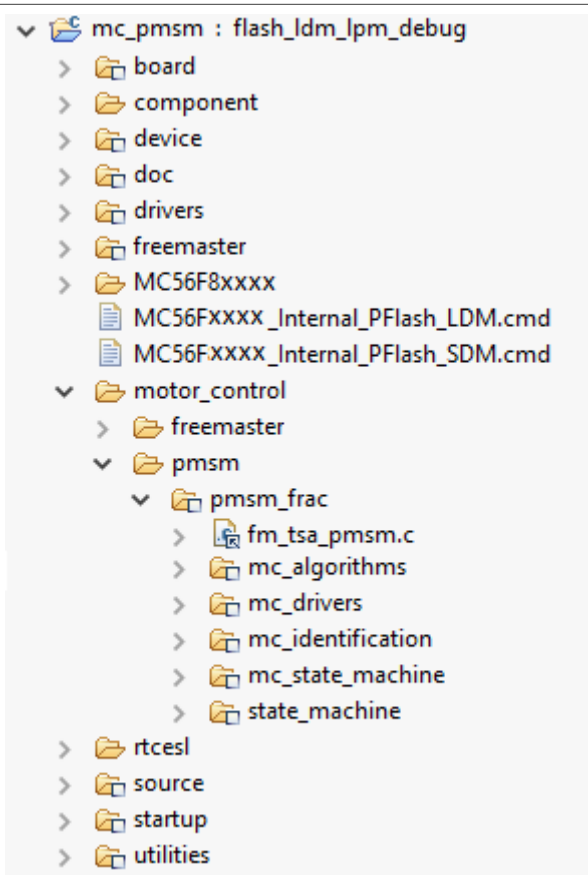 mc_pmsm : flash_ldm_lpm_debug
board
component
device
doc
drivers
freemaster
MC56F8xxxx
MC56Fxxxx_Internal_PFlash_LDM.cmd
MC56Fxxxx_Internal_PFlash_SDM.cmd
motor_control
freemaster
pmsm
pmsm_frac
fm_tsa_pmsm.c
mc_algorithms
mc_drivers
mc_identification
mc_state_machine
state_machine
rtcesl
source
startup
utilities